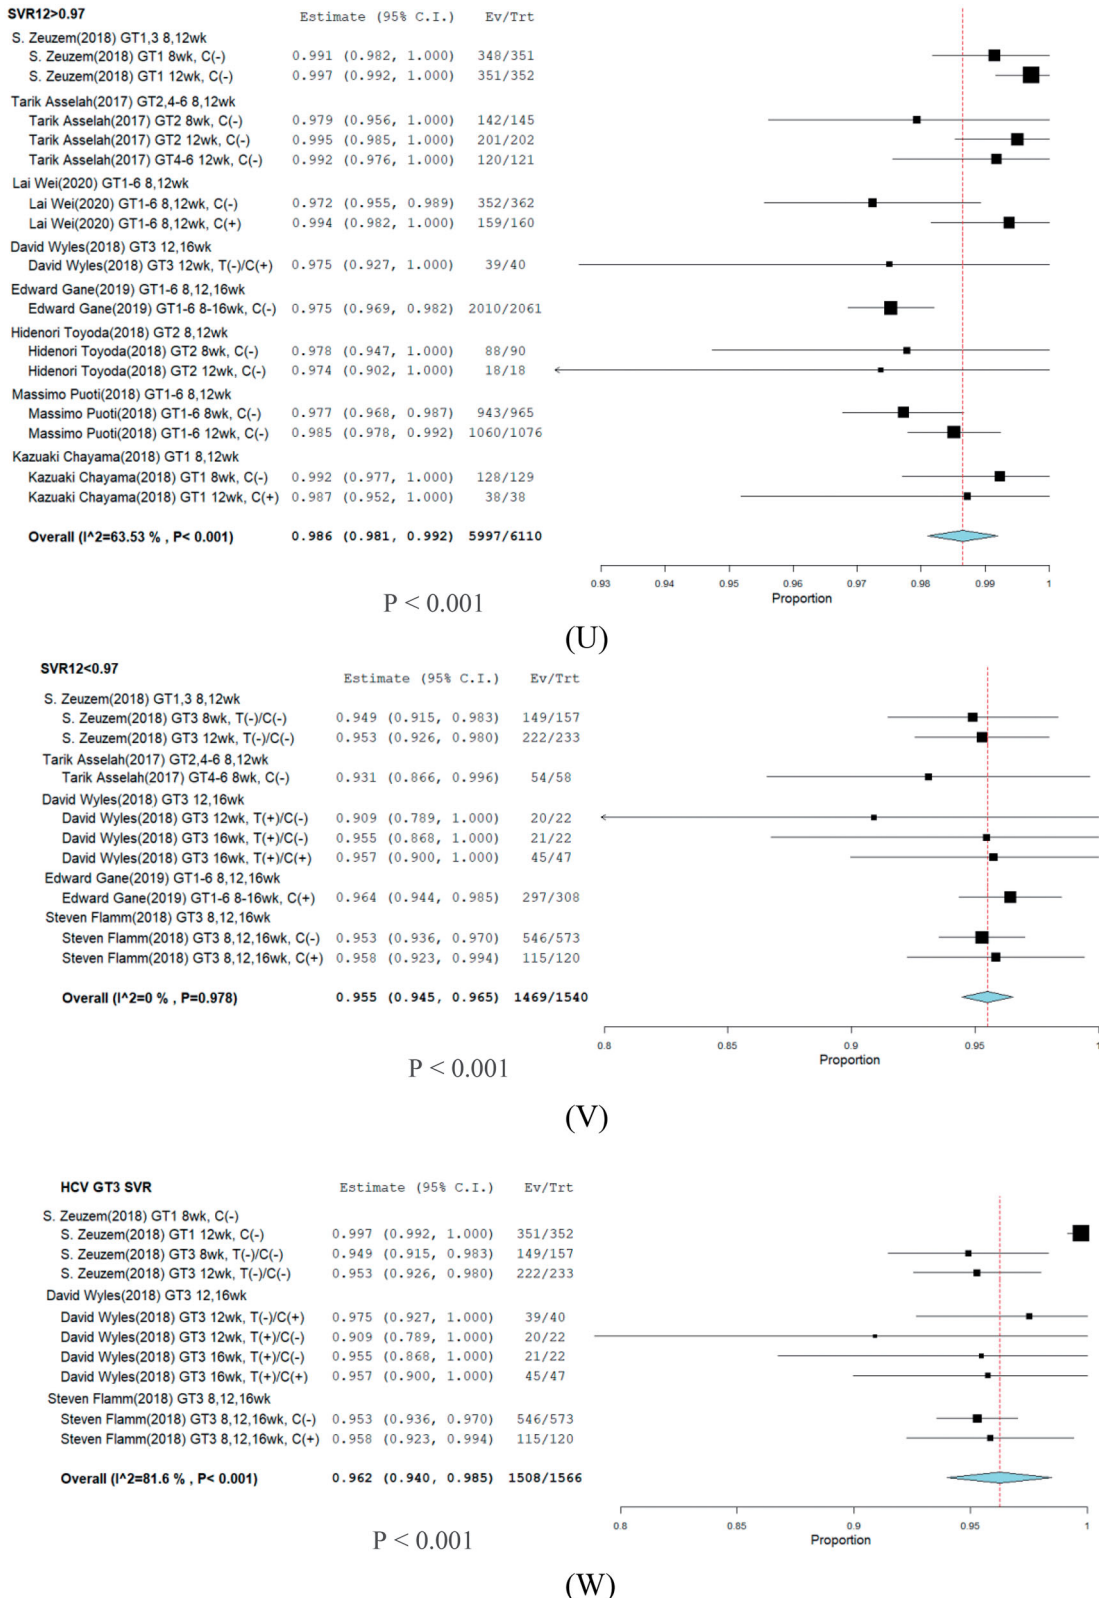 SVR12>0.97 Estimate (95% C.I.) Ev/Trt
S. Zeuzem(2018) GT1,3 8,12wk
S. Zeuzem(2018) GT1 8wk, C(-) 0.991 (0.982, 1.000) 348/351
S. Zeuzem(2018) GT1 12wk, C(-) 0.997 (0.992, 1.000) 351/352
Tarik Asselah(2017) GT2,4-6 8,12wk
Tarik Asselah(2017) GT2 8wk, C(-) 0.979 (0.956, 1.000) 142/145
Tarik Asselah(2017) GT2 12wk, C(-) 0.995 (0.985, 1.000) 201/202
Tarik Asselah(2017) GT4-6 12wk, C(-) 0.992 (0.976, 1.000) 120/121
Lai Wei(2020) GT1-6 8,12wk
Lai Wei(2020) GT1-6 8,12wk, C(-) 0.972 (0.955, 0.989) 352/362
Lai Wei(2020) GT1-6 8,12wk, C(+) 0.994 (0.982, 1.000) 159/160
David Wyles(2018) GT3 12,16wk
David Wyles(2018) GT3 12wk, T(-)/C(+) 0.975 (0.927, 1.000) 39/40
Edward Gane(2019) GT1-6 8,12,16wk
Edward Gane(2019) GT1-6 8-16wk, C(-) 0.975 (0.969, 0.982) 2010/2061
Hidenori Toyoda(2018) GT2 8,12wk
Hidenori Toyoda(2018) GT2 8wk, C(-) 0.978 (0.947, 1.000) 88/90
Hidenori Toyoda(2018) GT2 12wk, C(-) 0.974 (0.902, 1.000) 18/18
Massimo Puoti(2018) GT1-6 8,12wk
Massimo Puoti(2018) GT1-6 8wk, C(-) 0.977 (0.968, 0.987) 943/965
Massimo Puoti(2018) GT1-6 12wk, C(-) 0.985 (0.978, 0.992) 1060/1076
Kazuaki Chayama(2018) GT1 8,12wk
Kazuaki Chayama(2018) GT1 8wk, C(-) 0.992 (0.977, 1.000) 128/129
Kazuaki Chayama(2018) GT1 12wk, C(+) 0.987 (0.952, 1.000) 38/38
Overall (I^2=63.53 % , P< 0.001) 0.986 (0.981, 0.992) 5997/6110
0.93 0.94 0.95 0.96 0.97 0.98 0.99 1
Proportion
P < 0.001
(U)
SVR12<0.97 Estimate (95% C.I.) Ev/Trt
S. Zeuzem(2018) GT1,3 8,12wk
S. Zeuzem(2018) GT3 8wk, T(-)/C(-) 0.949 (0.915, 0.983) 149/157
S. Zeuzem(2018) GT3 12wk, T(-)/C(-) 0.953 (0.926, 0.980) 222/233
Tarik Asselah(2017) GT2,4-6 8,12wk
Tarik Asselah(2017) GT4-6 8wk, C(-) 0.931 (0.866, 0.996) 54/58
David Wyles(2018) GT3 12,16wk
David Wyles(2018) GT3 12wk, T(+)/C(-) 0.909 (0.789, 1.000) 20/22
David Wyles(2018) GT3 16wk, T(+)/C(-) 0.955 (0.868, 1.000) 21/22
David Wyles(2018) GT3 16wk, T(+)/C(+) 0.957 (0.900, 1.000) 45/47
Edward Gane(2019) GT1-6 8,12,16wk
Edward Gane(2019) GT1-6 8-16wk, C(+) 0.964 (0.944, 0.985) 297/308
Steven Flamm(2018) GT3 8,12,16wk
Steven Flamm(2018) GT3 8,12,16wk, C(-) 0.953 (0.936, 0.970) 546/573
Steven Flamm(2018) GT3 8,12,16wk, C(+) 0.958 (0.923, 0.994) 115/120
Overall (I^2=0 % , P=0.978) 0.955 (0.945, 0.965) 1469/1540
0.8 0.85 0.9 0.95 1
Proportion
P < 0.001
(V)
HCV GT3 SVR Estimate (95% C.I.) Ev/Trt
S. Zeuzem(2018) GT1 8wk, C(-)
S. Zeuzem(2018) GT1 12wk, C(-) 0.997 (0.992, 1.000) 351/352
S. Zeuzem(2018) GT3 8wk, T(-)/C(-) 0.949 (0.915, 0.983) 149/157
S. Zeuzem(2018) GT3 12wk, T(-)/C(-) 0.953 (0.926, 0.980) 222/233
David Wyles(2018) GT3 12,16wk
David Wyles(2018) GT3 12wk, T(-)/C(+) 0.975 (0.927, 1.000) 39/40
David Wyles(2018) GT3 12wk, T(+)/C(-) 0.909 (0.789, 1.000) 20/22
David Wyles(2018) GT3 16wk, T(+)/C(-) 0.955 (0.868, 1.000) 21/22
David Wyles(2018) GT3 16wk, T(+)/C(+) 0.957 (0.900, 1.000) 45/47
Steven Flamm(2018) GT3 8,12,16wk
Steven Flamm(2018) GT3 8,12,16wk, C(-) 0.953 (0.936, 0.970) 546/573
Steven Flamm(2018) GT3 8,12,16wk, C(+) 0.958 (0.923, 0.994) 115/120
Overall (I^2=81.6 % , P< 0.001) 0.962 (0.940, 0.985) 1508/1566
0.8 0.85 0.9 0.95 1
Proportion
P < 0.001
(W)